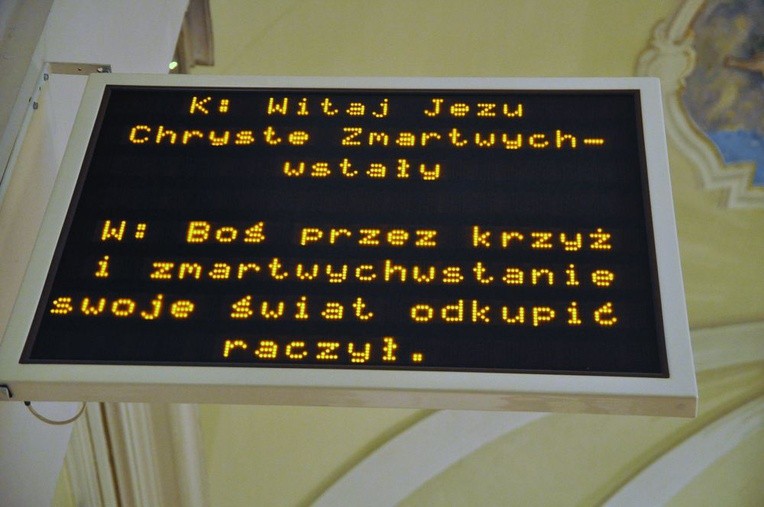 K: Witaj Jezu
Chryste Zmartwych-
wstały
W: Boś przez krzyż
i zmartwychwstanie
swoje świat odkupić
raczył.